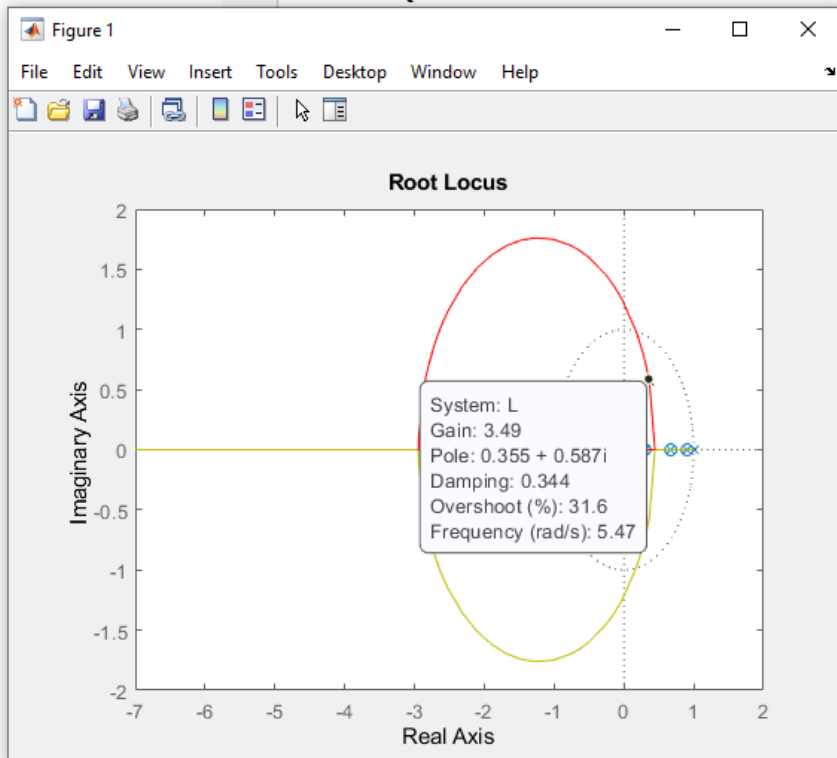 Figure 1
File Edit View Insert Tools Desktop Window Help
Root Locus
2
1.5
1
0.5
0
-0.5
-1
-1.5
-2
Imaginary Axis
System: L
Gain: 3.49
Pole: 0.355 + 0.587i
Damping: 0.344
Overshoot (%): 31.6
Frequency (rad/s): 5.47
-7 -6 -5 -4 -3 -2 -1 0 1 2
Real Axis